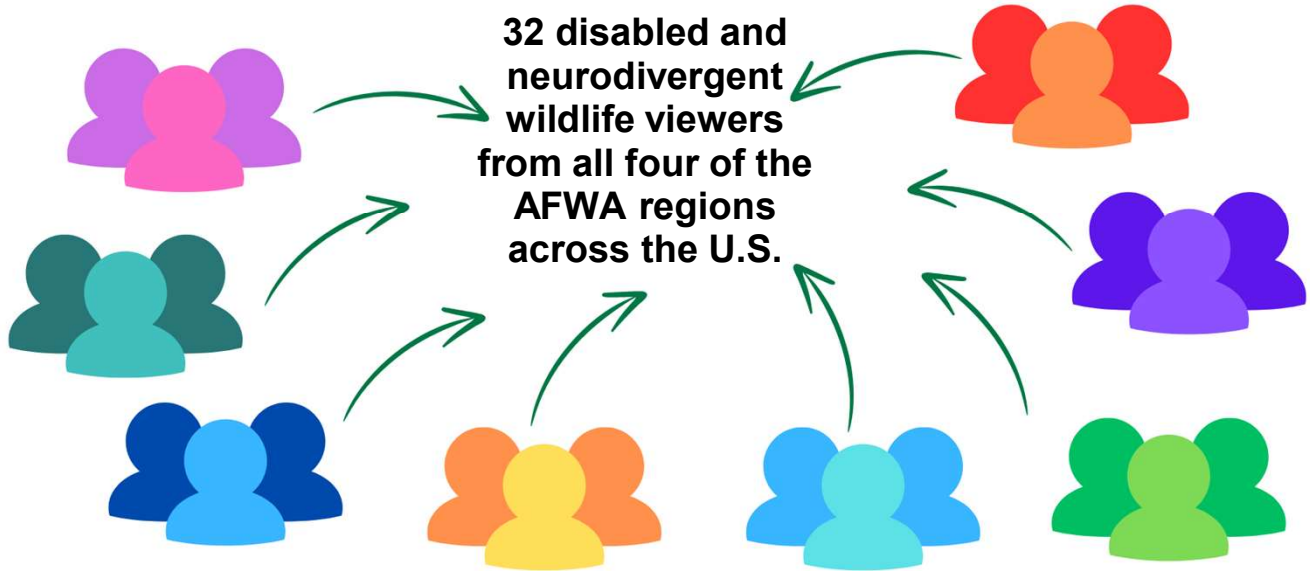 32 disabled and
neurodivergent
wildlife viewers
from all four of the
AFWA regions
across the U.S.